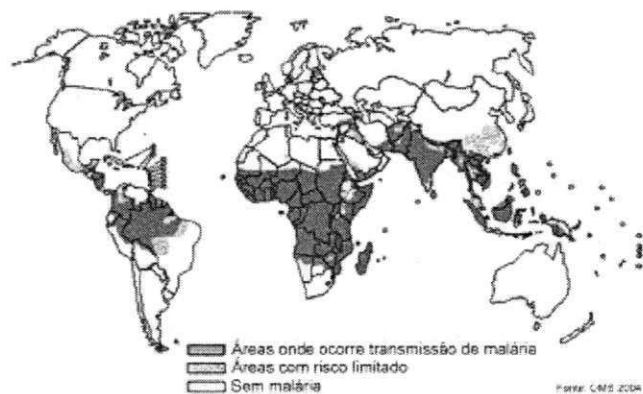 Áreas onde ocorre transmissão de malária
Áreas com risco limitado
Sem malária
Fonte: OMS 2004